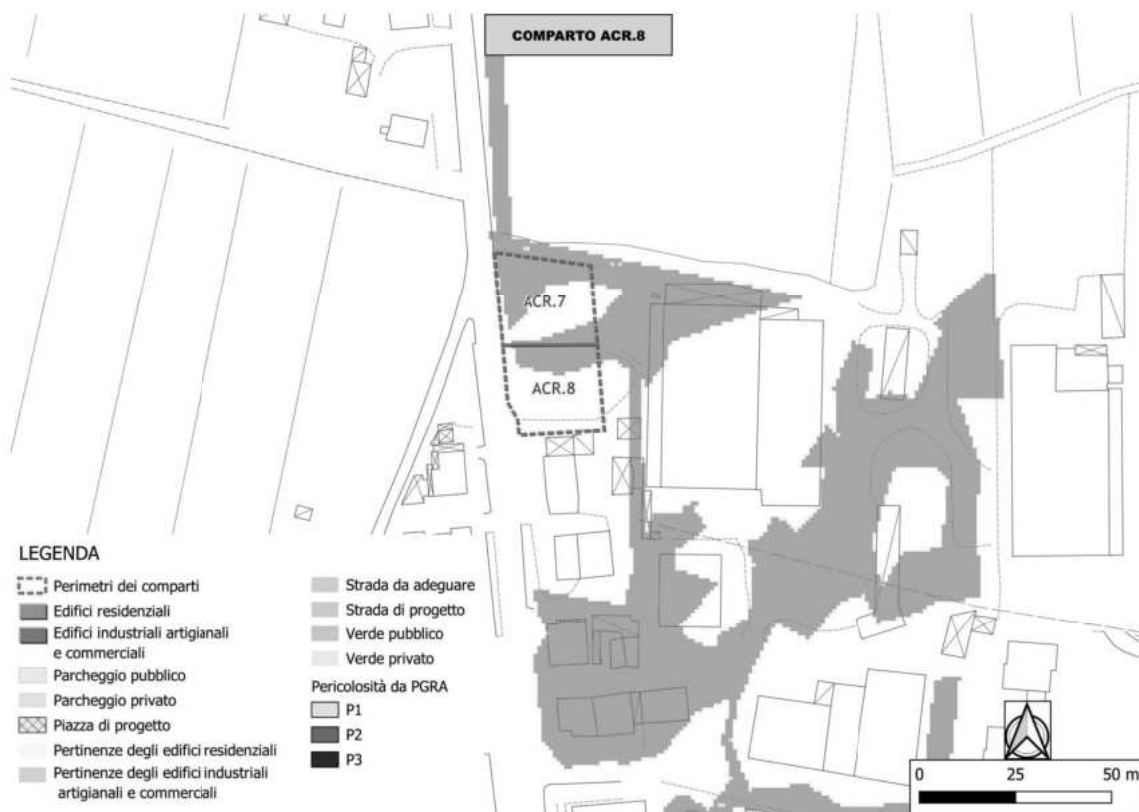 COMPARTO ACR.8
ACR.7
ACR.8
LEGENDA
Perimetri dei comparti
Edifici residenziali
Edifici industriali artigianali
e commerciali
Parcheggio pubblico
Parcheggio privato
Piazza di progetto
Pertinenze degli edifici residenziali
Pertinenze degli edifici industriali
artigianali e commerciali
Strada da adeguare
Strada di progetto
Verde pubblico
Verde privato
Pericolosità da PGRA
P1
P2
P3
0 25 50 m